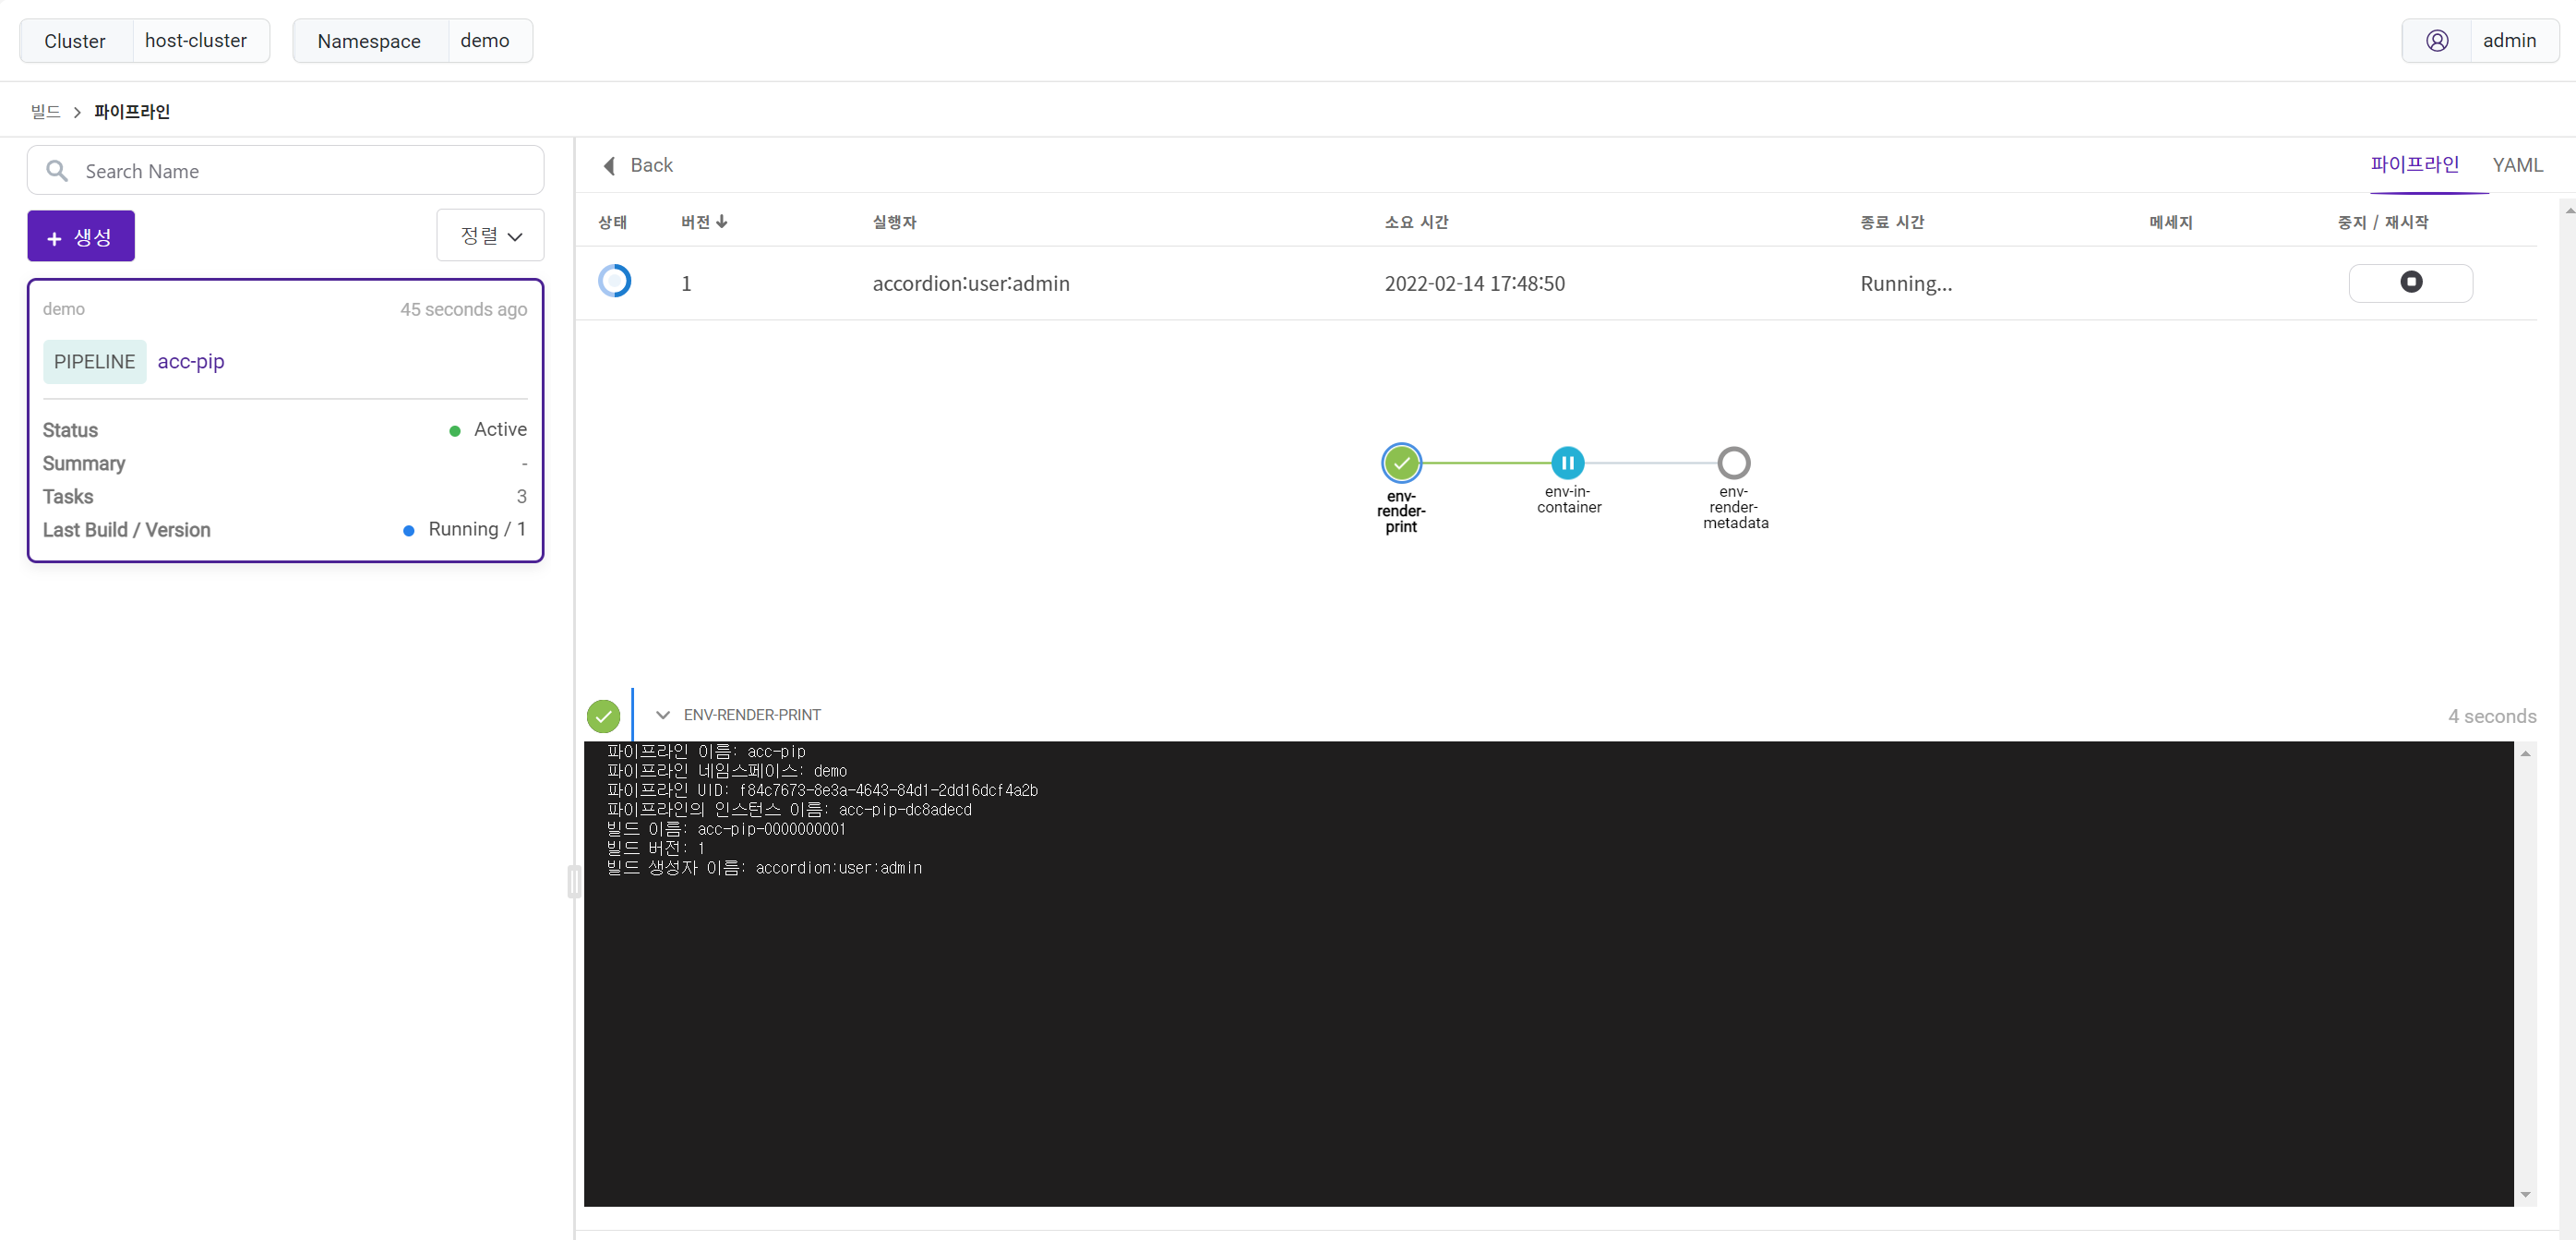 Cluster host-cluster Namespace demo admin
빌드 > 파이프라인
Search Name
+ 생성 정렬
demo 45 seconds ago
PIPELINE acc-pip
Status Active
Summary -
Tasks 3
Last Build / Version Running / 1
Back 파이프라인 YAML
상태 버전 실행자 소요 시간 종료 시간 메세지 중지 / 재시작
1 accordion:user:admin 2022-02-14 17:48:50 Running...
env-
render-
print
env-in-
container
env-
render-
metadata
ENV-RENDER-PRINT 4 seconds
파이프라인 이름: acc-pip
파이프라인 네임스페이스: demo
파이프라인 UID: f84c7673-8e3a-4643-84d1-2dd16dcf4a2b
파이프라인의 인스턴스 이름: acc-pip-dc8adecd
빌드 이름: acc-pip-0000000001
빌드 버전: 1
빌드 생성자 이름: accordion:user:admin